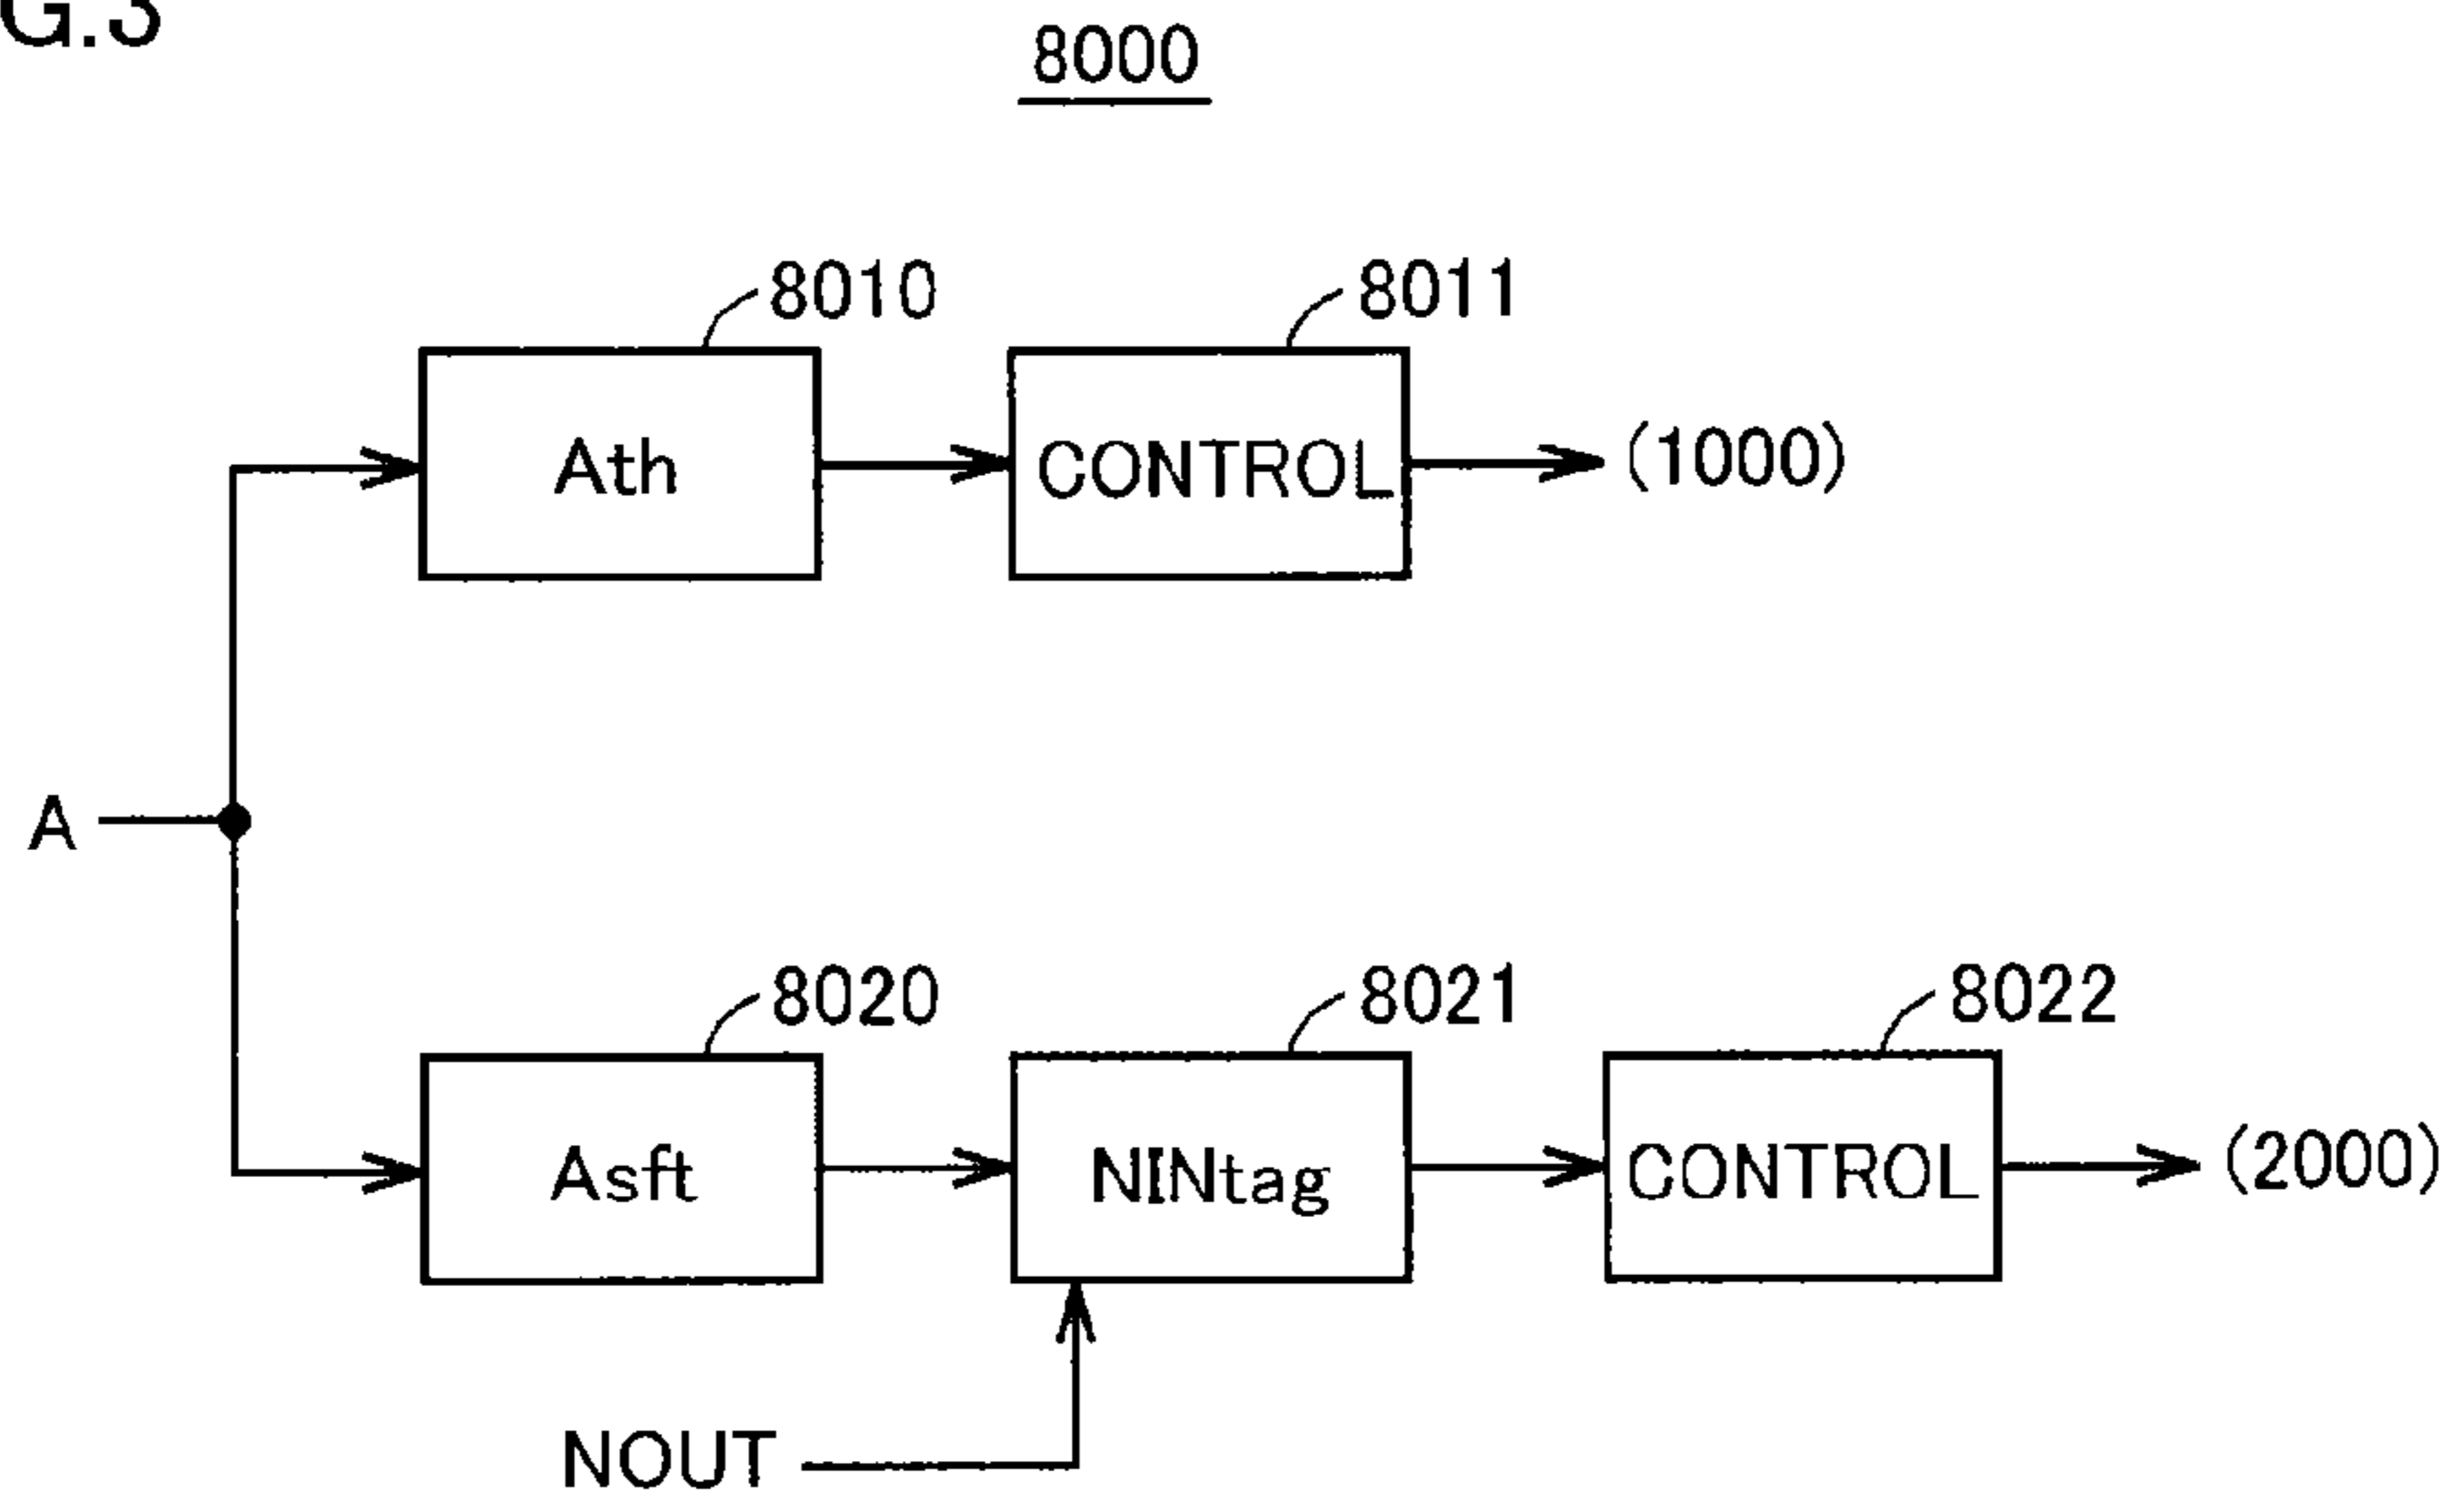 G.3
8000
8010
8011
Ath
CONTROL
(1000)
A
8020
8021
8022
Asft
NINtag
CONTROL
(2000)
NOUT